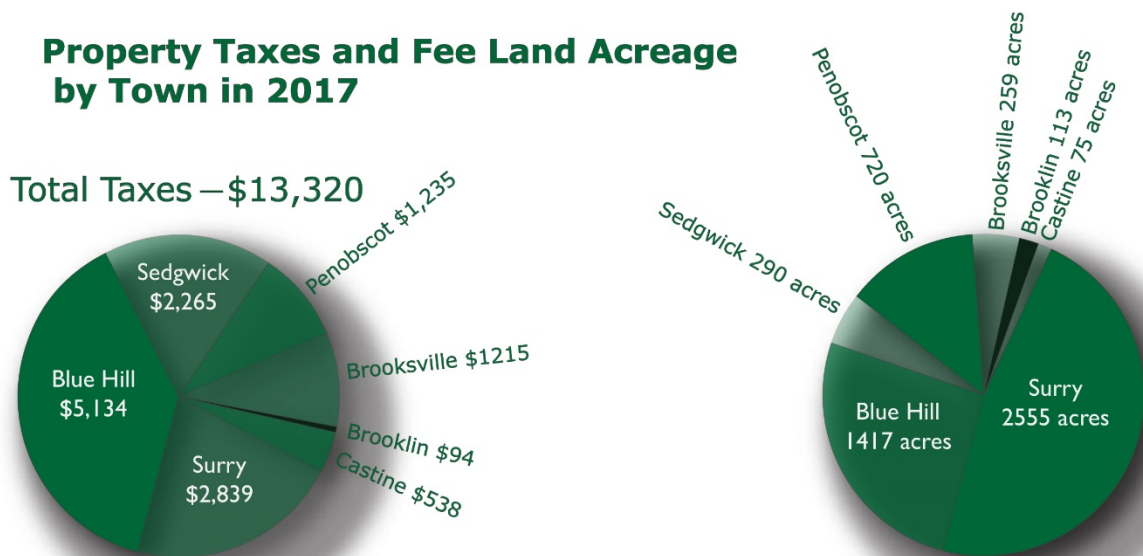 Property Taxes and Fee Land Acreage
by Town in 2017
Total Taxes — $13,320
Sedgwick
$2,265
Penobscot $1,235
Brooksville $1215
Brooklin $94
Castine $538
Surry
$2,839
Blue Hill
$5,134
Sedgwick 290 acres
Penobscot 720 acres
Brooksville 259 acres
Brooklin 113 acres
Castine 75 acres
Surry
2555 acres
Blue Hill
1417 acres